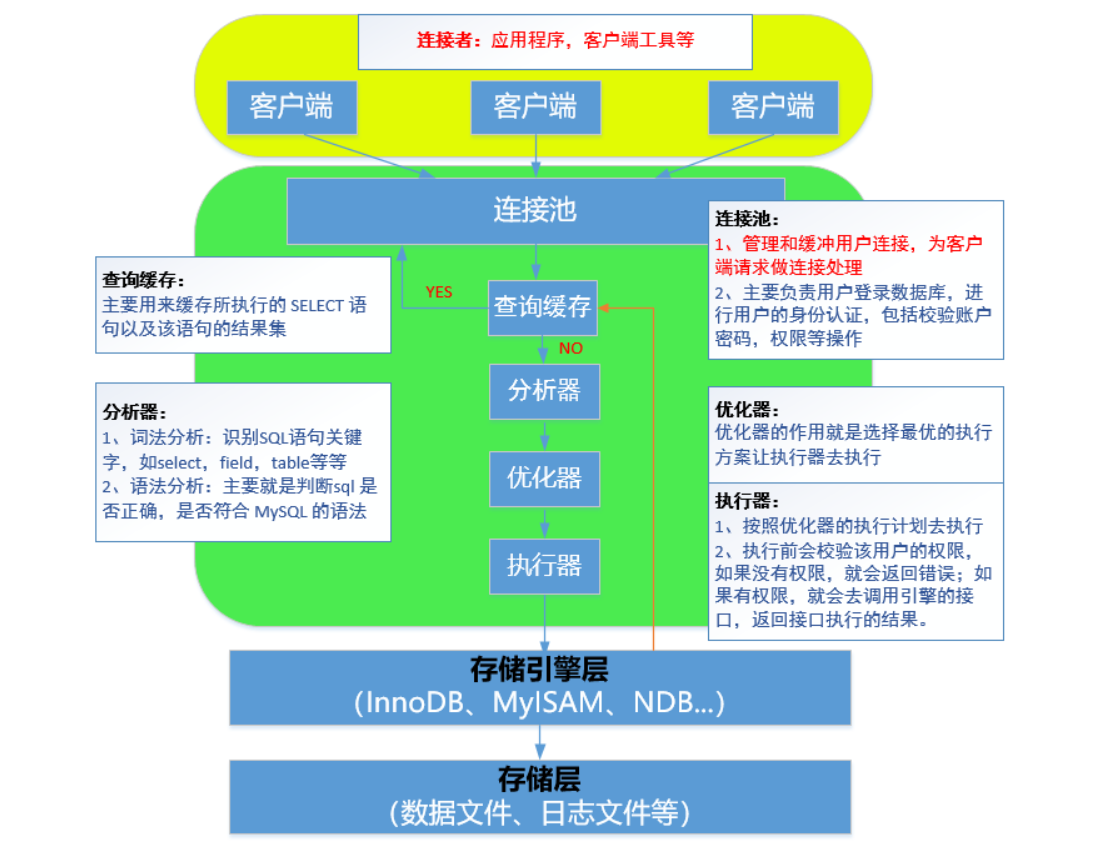 连接者：应用程序，客户端工具等
客户端
客户端
客户端
连接池
连接池：
1、管理和缓冲用户连接，为客户
端请求做连接处理
2、主要负责用户登录数据库，进
行用户的身份认证，包括校验账户
密码，权限等操作
查询缓存：
主要用来缓存所执行的 SELECT 语
句以及该语句的结果集
YES
查询缓存
NO
分析器
分析器：
1、词法分析：识别SQL语句关键
字，如select，field，table等等
2、语法分析：主要就是判断sql 是
否正确，是否符合 MySQL 的语法
优化器：
优化器的作用就是选择最优的执行
方案让执行器去执行
优化器
执行器：
1、按照优化器的执行计划去执行
2、执行前会校验该用户的权限，
如果没有权限，就会返回错误；如
果有权限，就会去调用引擎的接
口，返回接口执行的结果。
执行器
存储引擎层
（InnoDB、MyISAM、NDB...）
存储层
（数据文件、日志文件等）